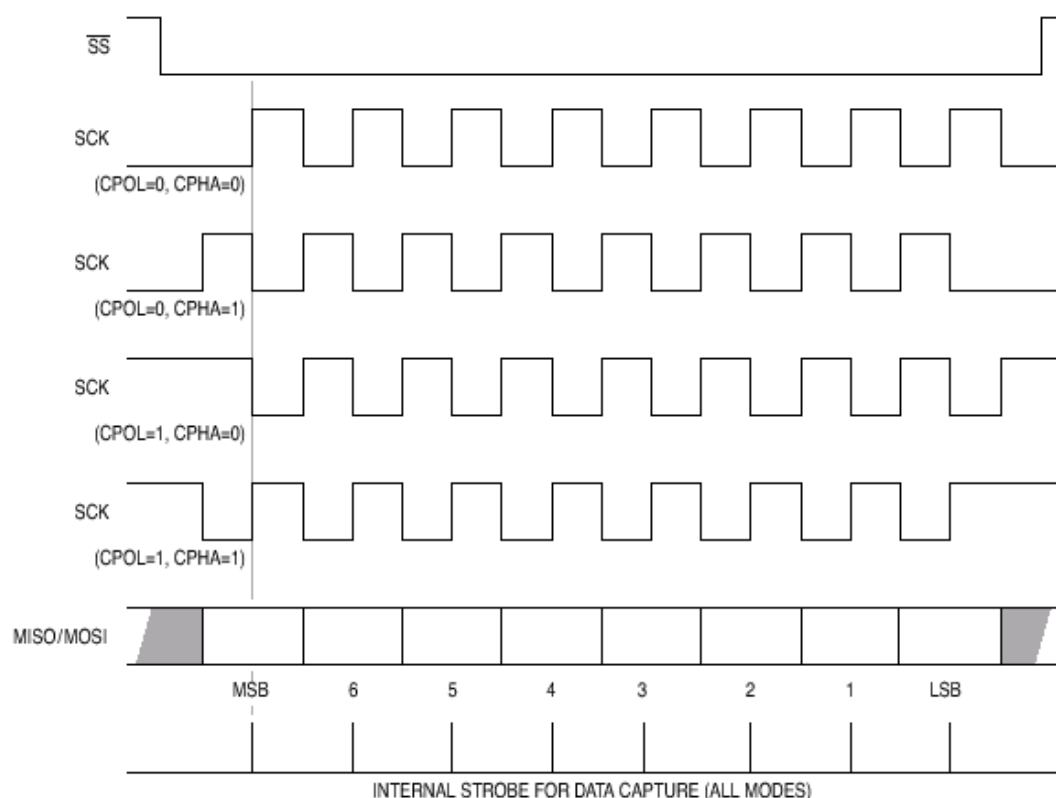 SS
SCK
(CPOL=0, CPHA=0)
SCK
(CPOL=0, CPHA=1)
SCK
(CPOL=1, CPHA=0)
SCK
(CPOL=1, CPHA=1)
MISO/MOSI
MSB 6 5 4 3 2 1 LSB
INTERNAL STROBE FOR DATA CAPTURE (ALL MODES)